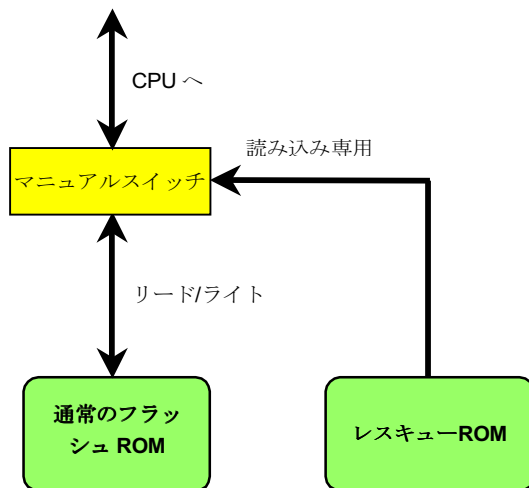 CPU へ
読み込み専用
マニュアルスイッチ
リード/ライト
通常のフラッ
シュ ROM
レスキューROM